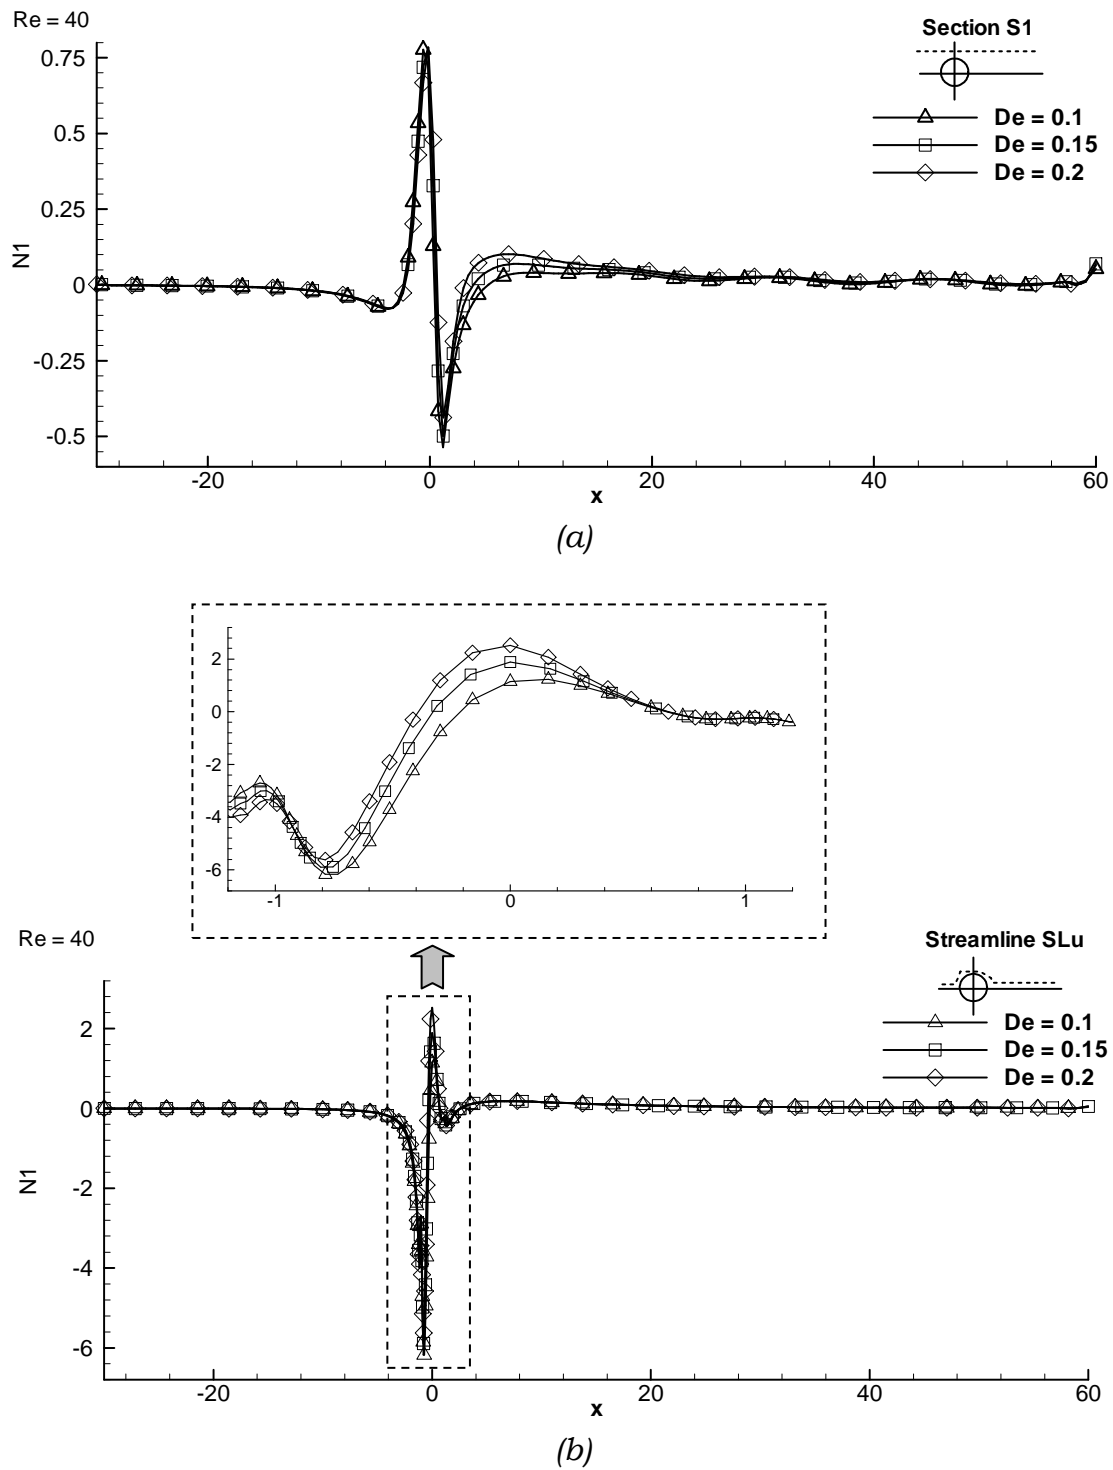 Re = 40
Section S1
De = 0.1
De = 0.15
De = 0.2
0.75
0.5
0.25
0
-0.25
-0.5
N1
-20 0 20 40 60
x
(a)
2
0
-2
-4
-6
-1 0 1
Re = 40
Streamline SLu
De = 0.1
De = 0.15
De = 0.2
2
0
-2
-4
-6
N1
-20 0 20 40 60
x
(b)